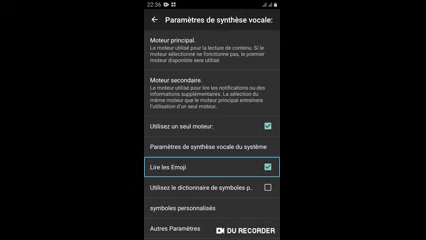 22:36
Paramètres de synthèse vocale:
Moteur principal.
Le moteur utilisé pour la lecture de contenu. Si le
moteur sélectionné ne fonctionne pas, le premier
moteur disponible sera utilisé.
Moteur secondaire.
Le moteur utilisé pour lire les notifications ou des
informations supplémentaires. La sélection du
même moteur que le moteur principal entraînera
l'utilisation d'un seul moteur.
Utilisez un seul moteur:
Paramètres de synthèse vocale du système
Lire les Emoji
Utilisez le dictionnaire de symboles p..
symboles personnalisés
Autres Paramètres
DU RECORDER